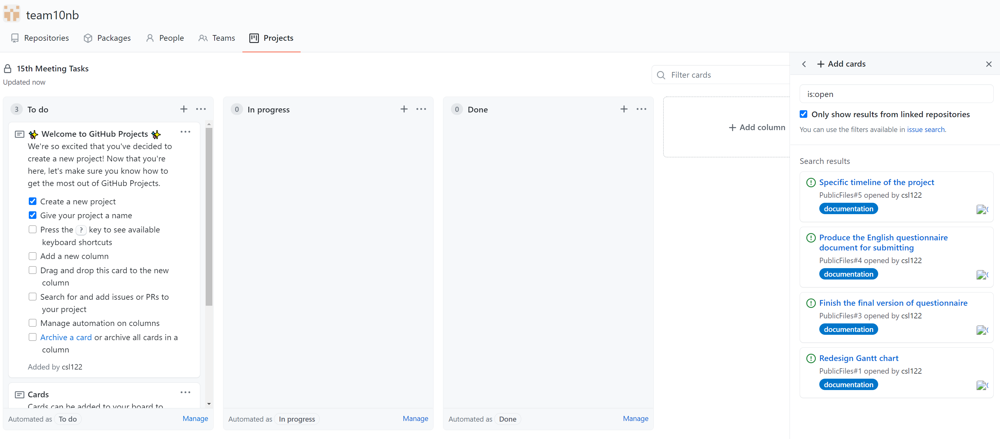 team10nb
Repositories
Packages
People
Teams
Projects
15th Meeting Tasks
Updated now
Filter cards
3 To do
✨ Welcome to GitHub Projects ✨
We're so excited that you've decided to
create a new project! Now that you're
here, let's make sure you know how to
get the most out of GitHub Projects.
Create a new project
Give your project a name
Press the ? key to see available
keyboard shortcuts
Add a new column
Drag and drop this card to the new
column
Search for and add issues or PRs to
your project
Manage automation on columns
Archive a card or archive all cards in a
column
Added by csl122
Cards
Cards can be added to your board to
Automated as To do
Manage
0 In progress
Automated as In progress
Manage
0 Done
Automated as Done
Manage
+ Add column
+ Add cards
is:open
Only show results from linked repositories
You can use the filters available in issue search.
Search results
Specific timeline of the project
PublicFiles#5 opened by csl122
documentation
Produce the English questionnaire
document for submitting
PublicFiles#4 opened by csl122
documentation
Finish the final version of questionnaire
PublicFiles#3 opened by csl122
documentation
Redesign Gantt chart
PublicFiles#1 opened by csl122
documentation